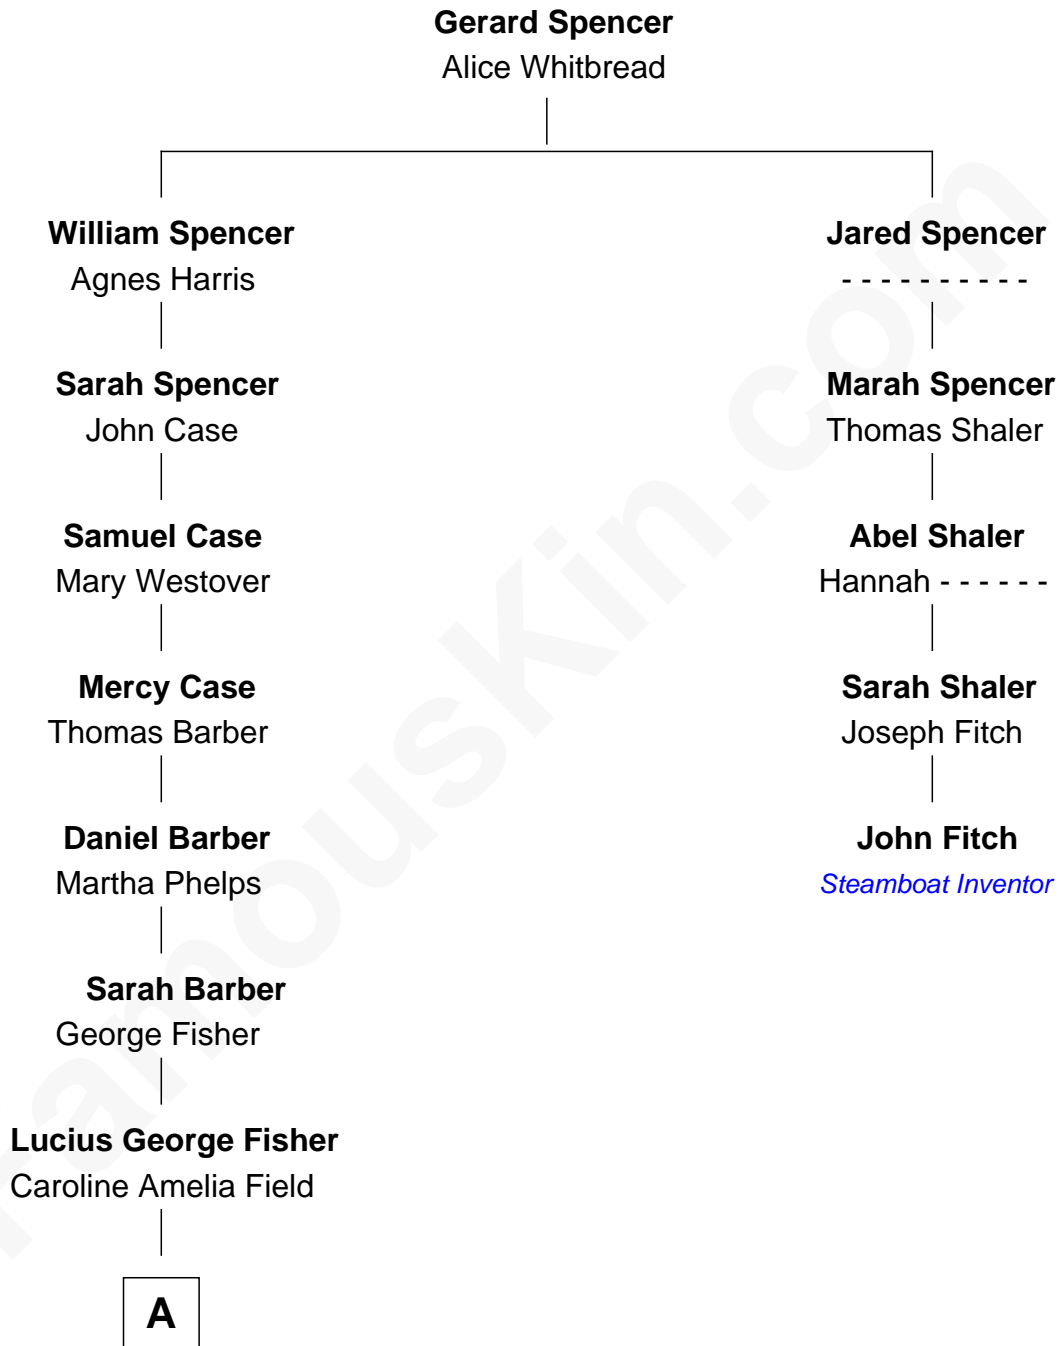 Gerard Spencer
Alice Whitbread
William Spencer
Agnes Harris
Sarah Spencer
John Case
Samuel Case
Mary Westover
Mercy Case
Thomas Barber
Daniel Barber
Martha Phelps
Sarah Barber
George Fisher
Lucius George Fisher
Caroline Amelia Field
A
Jared Spencer
- - - - - - - - - -
Marah Spencer
Thomas Shaler
Abel Shaler
Hannah - - - - - -
Sarah Shaler
Joseph Fitch
John Fitch
Steamboat Inventor
FamousKin.com